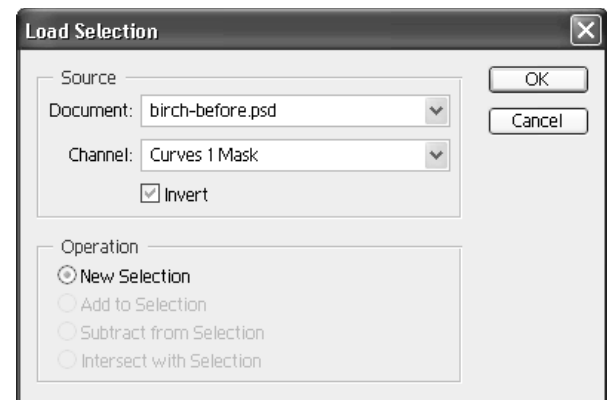 Load Selection
Source
Document: birch-before.psd
Channel: Curves 1 Mask
Invert
OK
Cancel
Operation
New Selection
Add to Selection
Subtract from Selection
Intersect with Selection